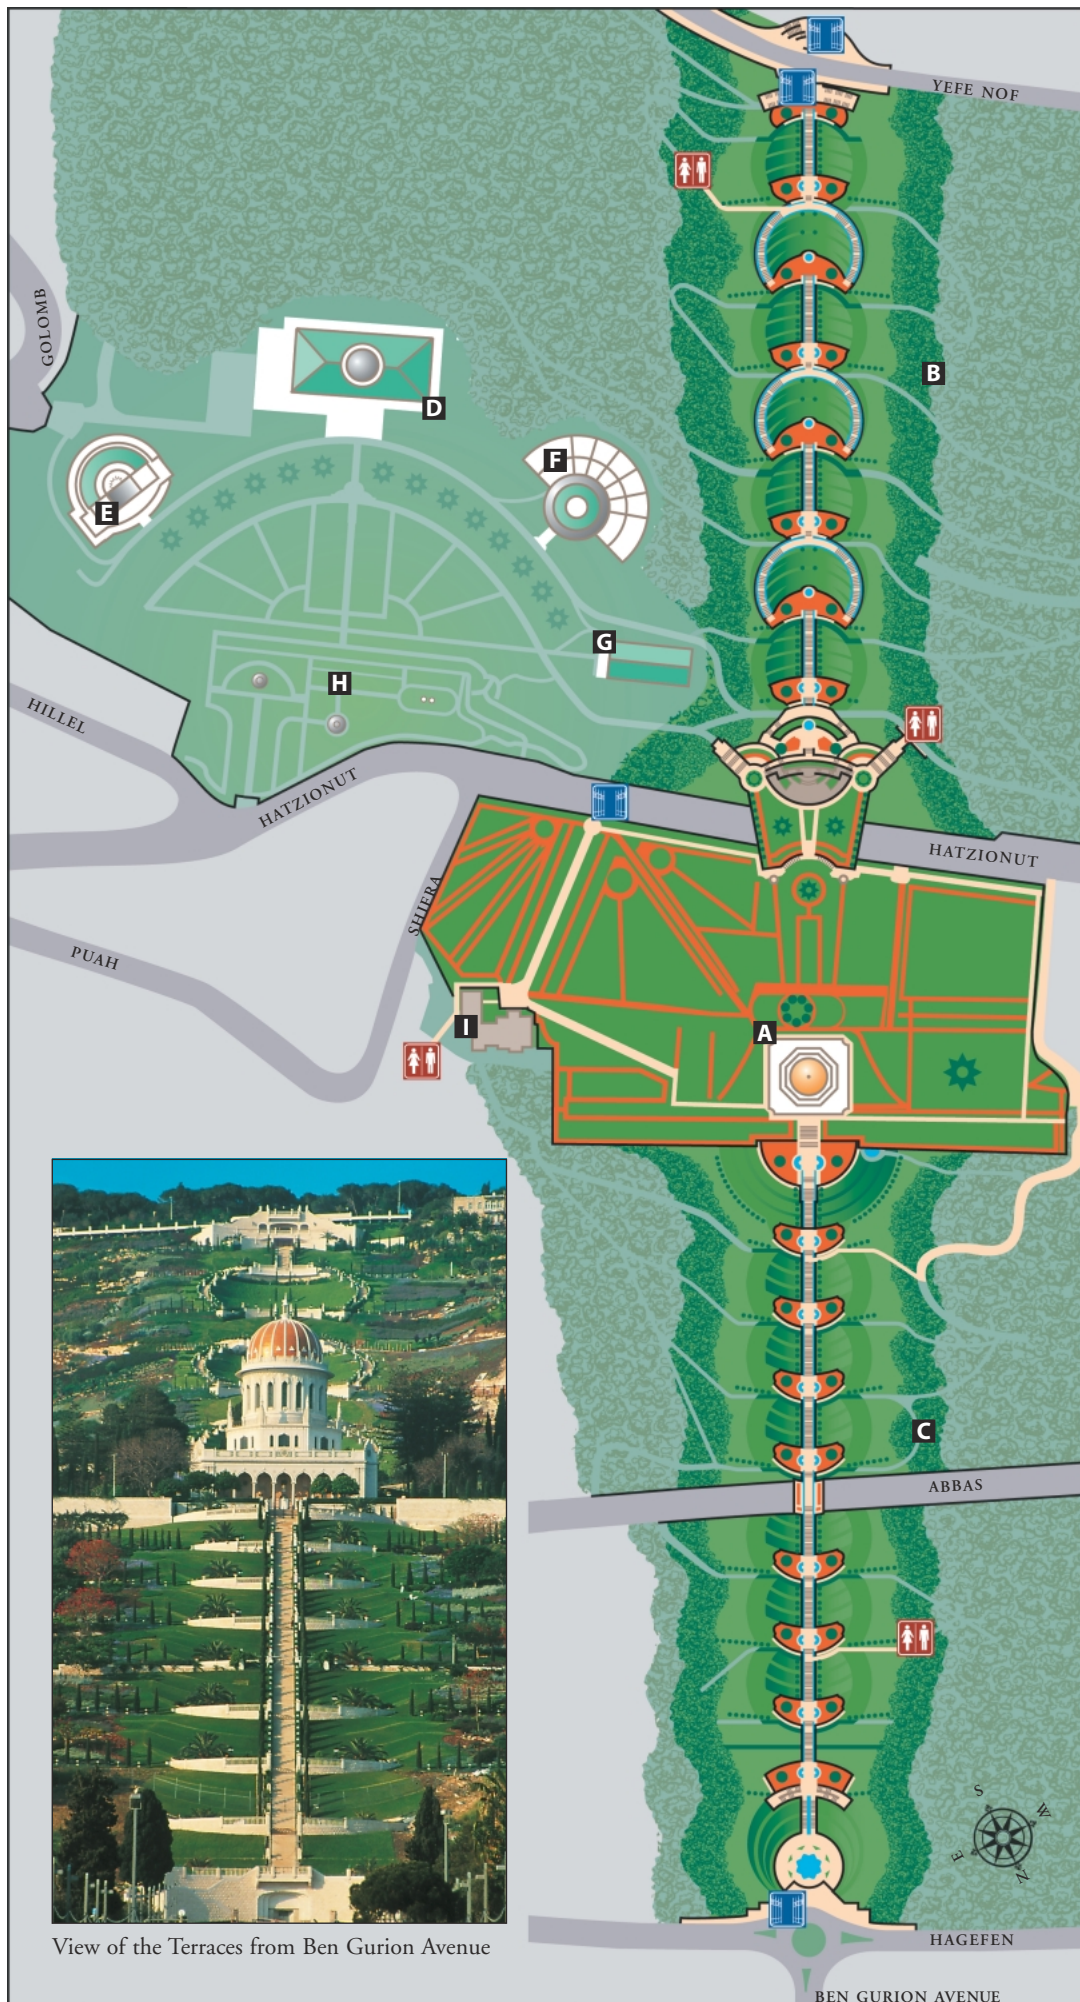 YEFE NOF
GOLOMB
B
D
F
E
G
H
HILLEL
HATZIONUT
HATZIONUT
SHIFRA
PUAH
A
I
C
ABBAS
S
W
E
N
HAGEFEN
View of the Terraces from Ben Gurion Avenue
BEN GURION AVENUE